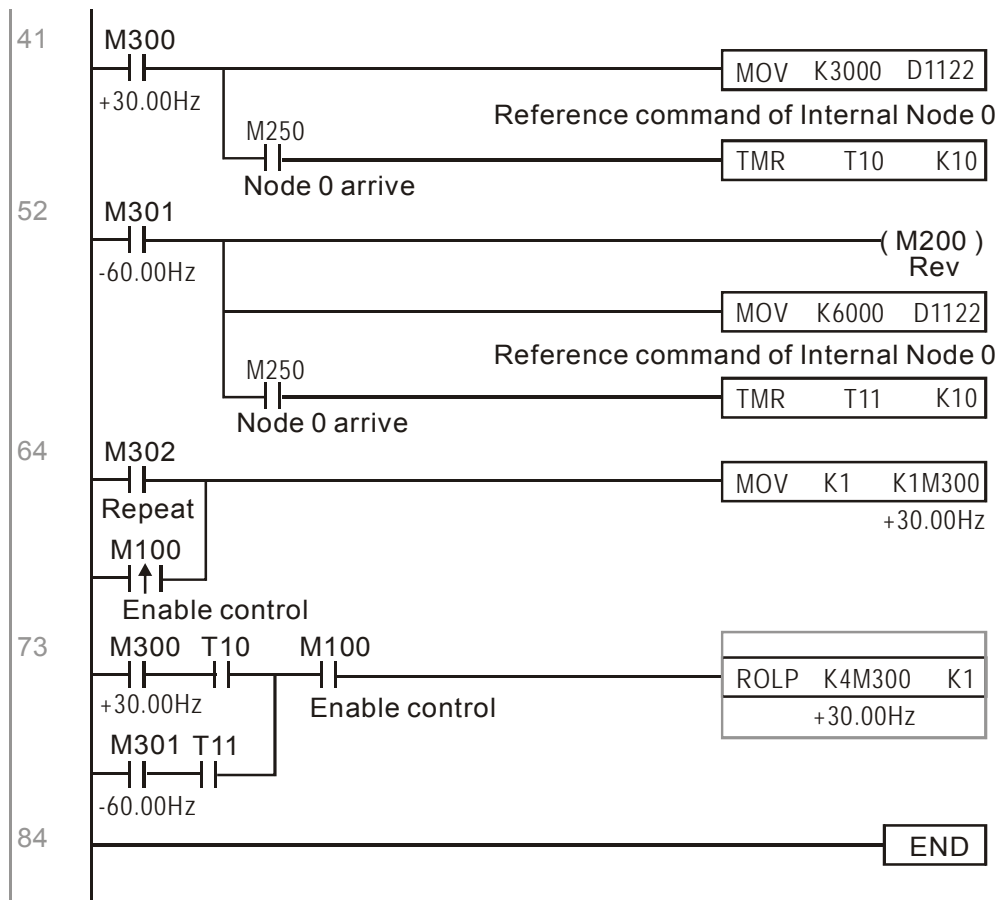 41
M300
MOV K3000 D1122
+30.00Hz
Reference command of Internal Node 0
M250
TMR T10 K10
Node 0 arrive
52
M301
( M200 )
Rev
-60.00Hz
MOV K6000 D1122
Reference command of Internal Node 0
M250
TMR T11 K10
Node 0 arrive
64
M302
MOV K1 K1M300
Repeat
+30.00Hz
M100
Enable control
73
M300 T10 M100
ROLP K4M300 K1
+30.00Hz
Enable control
+30.00Hz
M301 T11
-60.00Hz
84
END